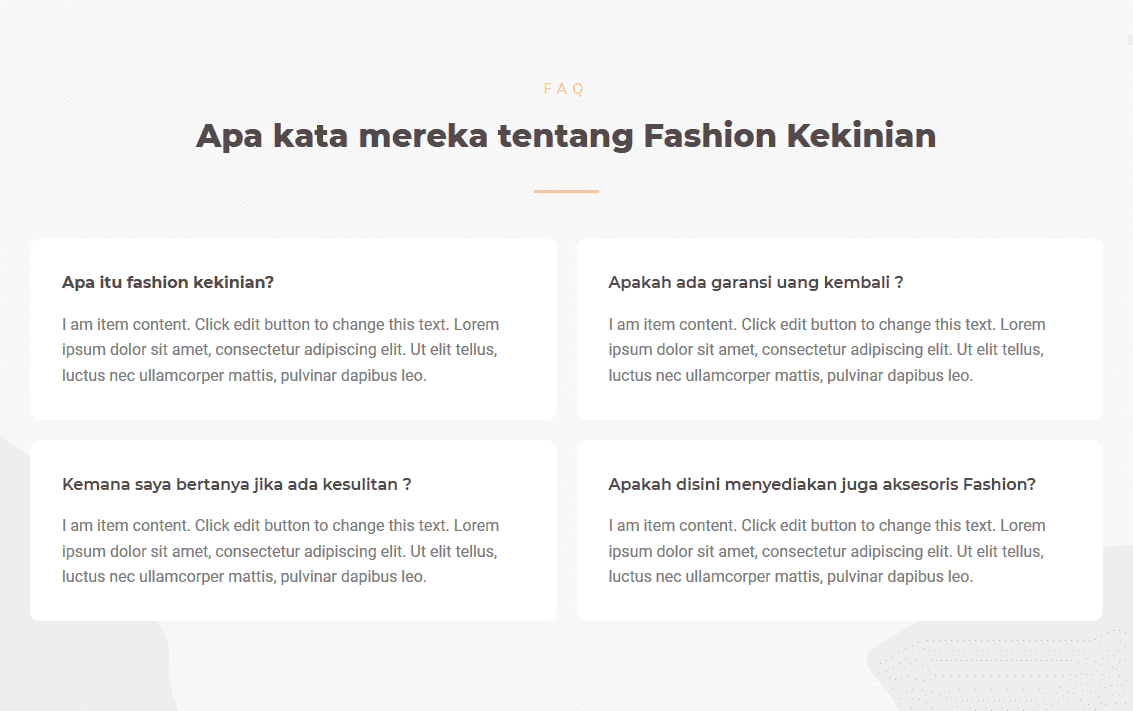 FAQ
Apa kata mereka tentang Fashion Kekinian
Apa itu fashion kekinian?
I am item content. Click edit button to change this text. Lorem
ipsum dolor sit amet, consectetur adipiscing elit. Ut elit tellus,
luctus nec ullamcorper mattis, pulvinar dapibus leo.
Apakah ada garansi uang kembali ?
I am item content. Click edit button to change this text. Lorem
ipsum dolor sit amet, consectetur adipiscing elit. Ut elit tellus,
luctus nec ullamcorper mattis, pulvinar dapibus leo.
Kemana saya bertanya jika ada kesulitan ?
I am item content. Click edit button to change this text. Lorem
ipsum dolor sit amet, consectetur adipiscing elit. Ut elit tellus,
luctus nec ullamcorper mattis, pulvinar dapibus leo.
Apakah disini menyediakan juga aksesoris Fashion?
I am item content. Click edit button to change this text. Lorem
ipsum dolor sit amet, consectetur adipiscing elit. Ut elit tellus,
luctus nec ullamcorper mattis, pulvinar dapibus leo.